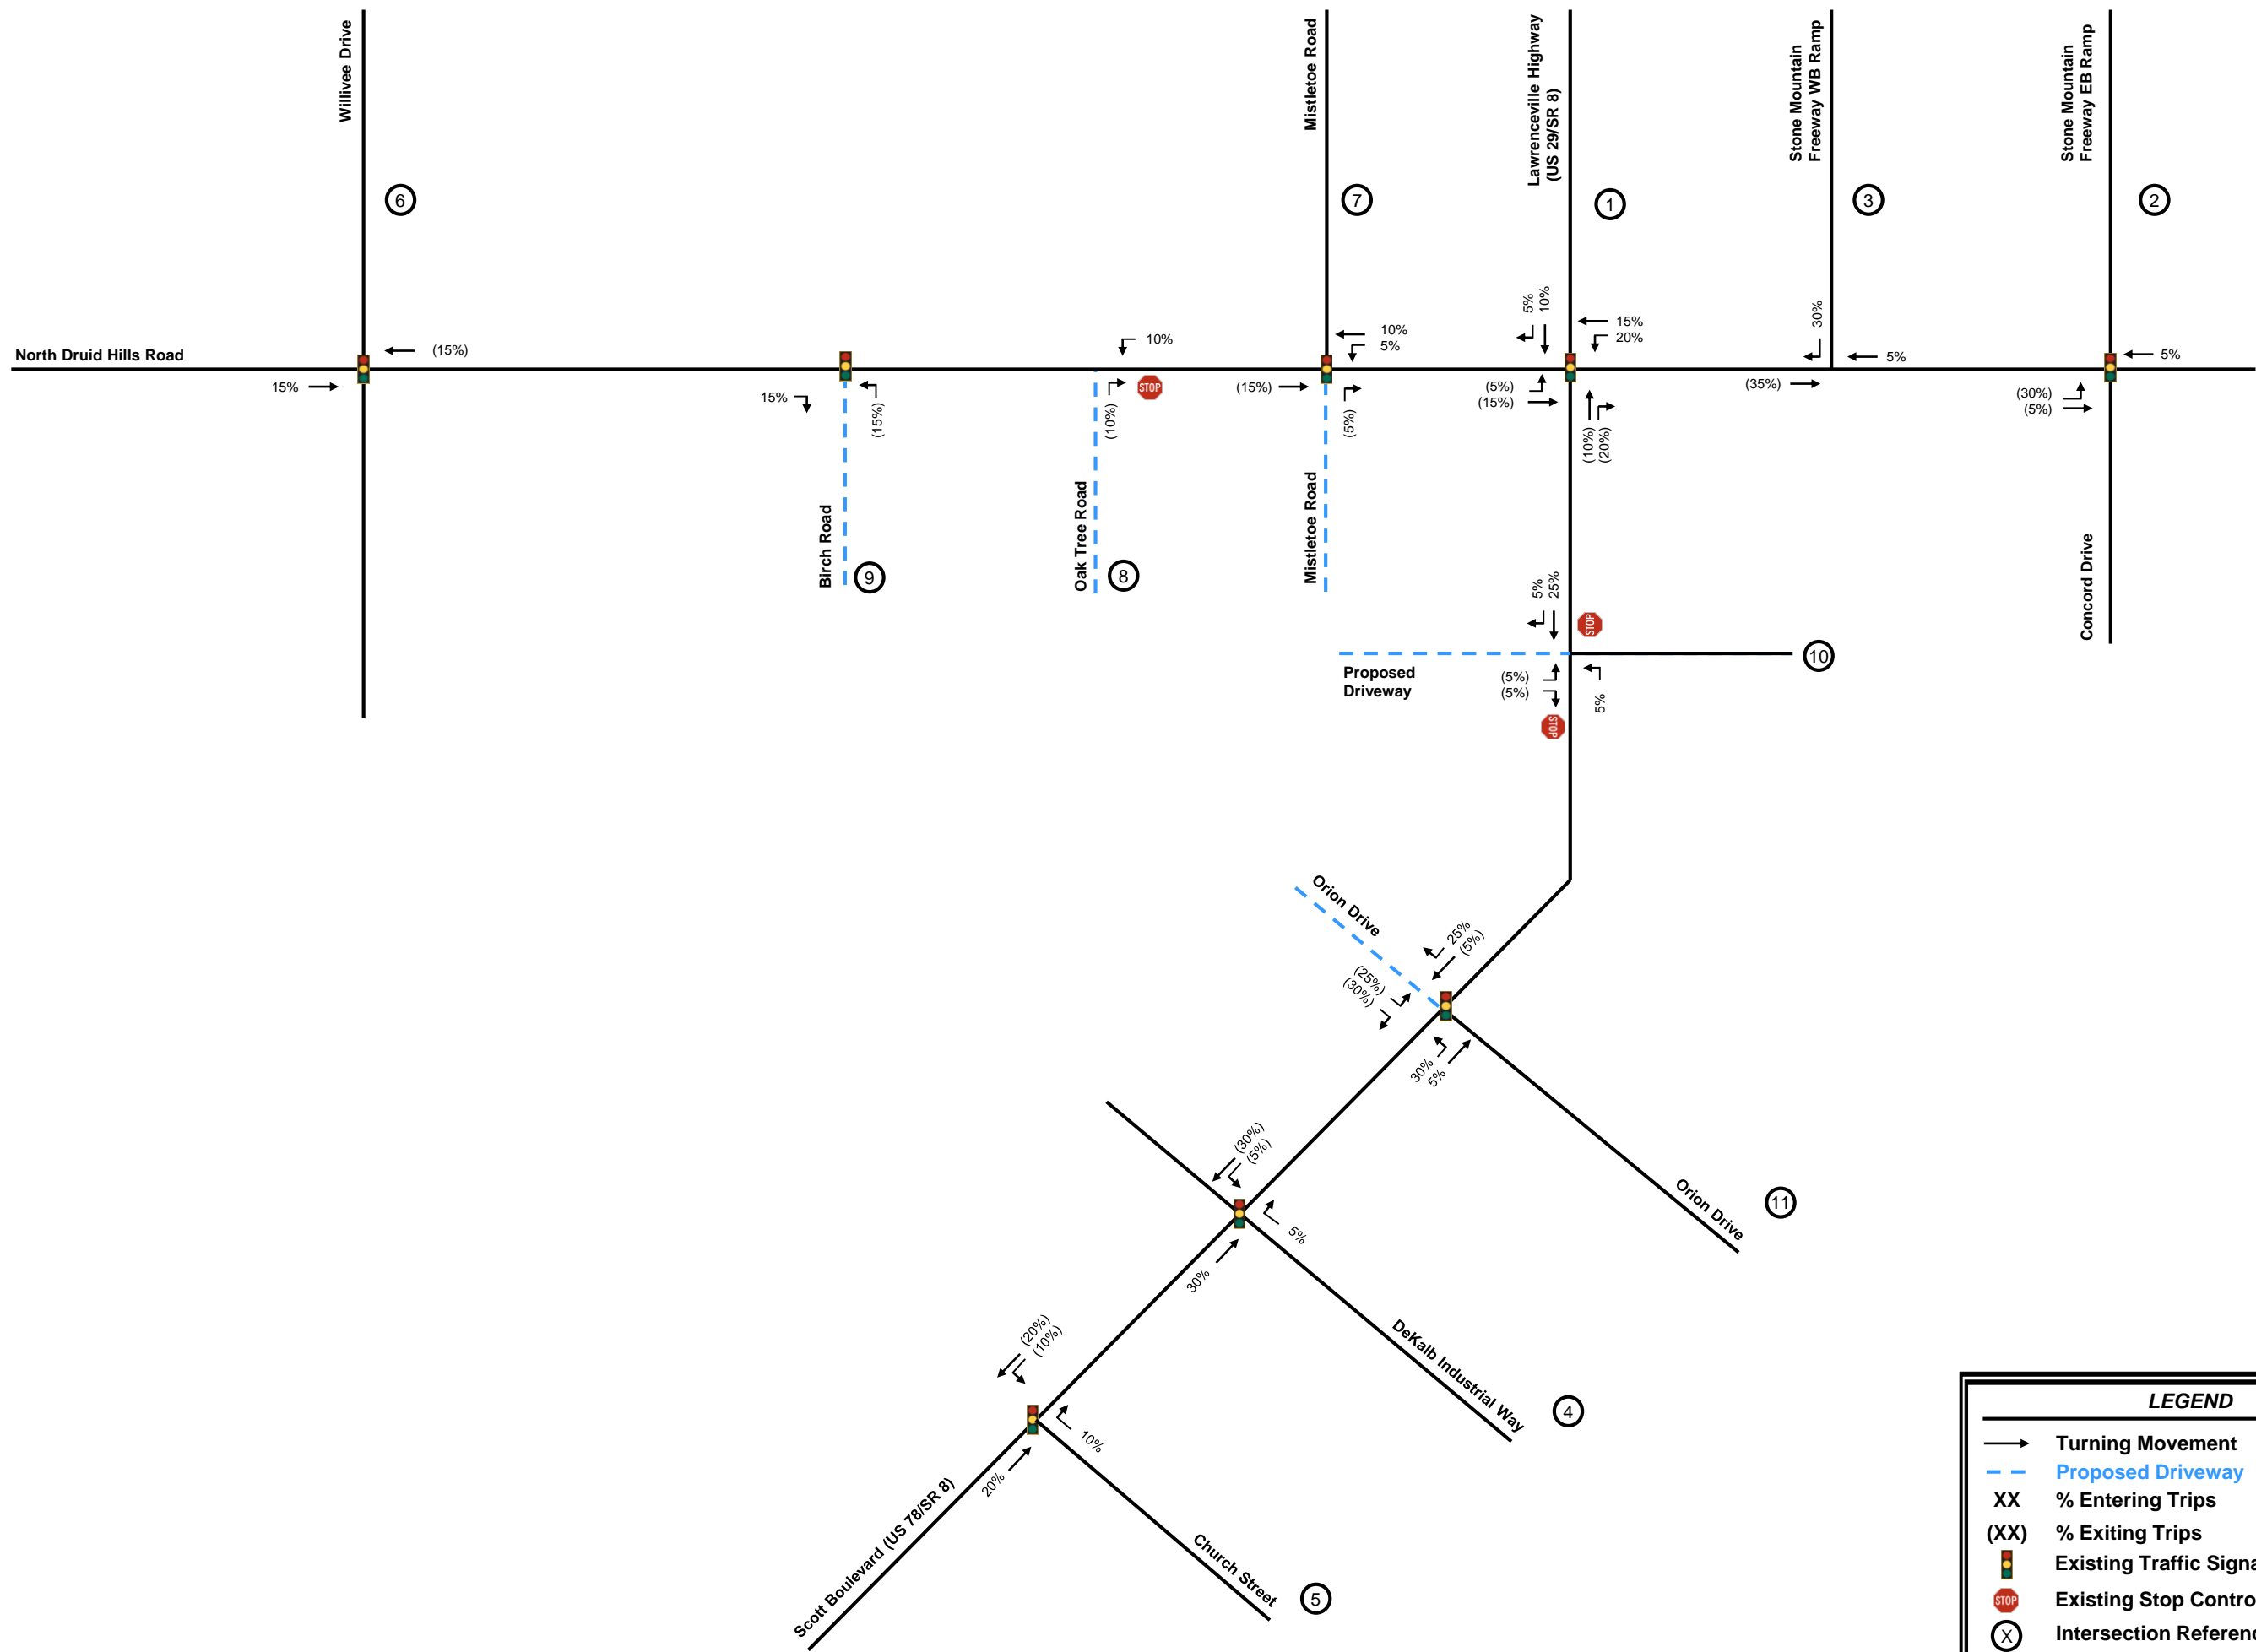 Willivee Drive
Mistletoe Road
Lawrenceville Highway
(US 29/SR 8)
Stone Mountain
Freeway WB Ramp
Stone Mountain
Freeway EB Ramp
6
7
1
3
2
North Druid Hills Road
(15%)
15%
15%
(15%)
10%
(10%)
STOP
10%
5%
(15%)
(5%)
5%
10%
15%
20%
(5%)
(15%)
(10%)
(20%)
30%
5%
(35%)
5%
(30%)
(5%)
Birch Road
9
Oak Tree Road
8
Mistletoe Road
Concord Drive
5%
25%
STOP
10
Proposed
Driveway
(5%)
(5%)
5%
STOP
Orion Drive
25%
(5%)
(25%)
(30%)
30%
5%
Orion Drive
11
(30%)
(5%)
5%
30%
DeKalb Industrial Way
4
(20%)
(10%)
10%
20%
Scott Boulevard (US 78/SR 8)
Church Street
5
LEGEND
Turning Movement
Proposed Driveway
XX % Entering Trips
(XX) % Exiting Trips
Existing Traffic Signa
STOP Existing Stop Contro
X Intersection Referenc